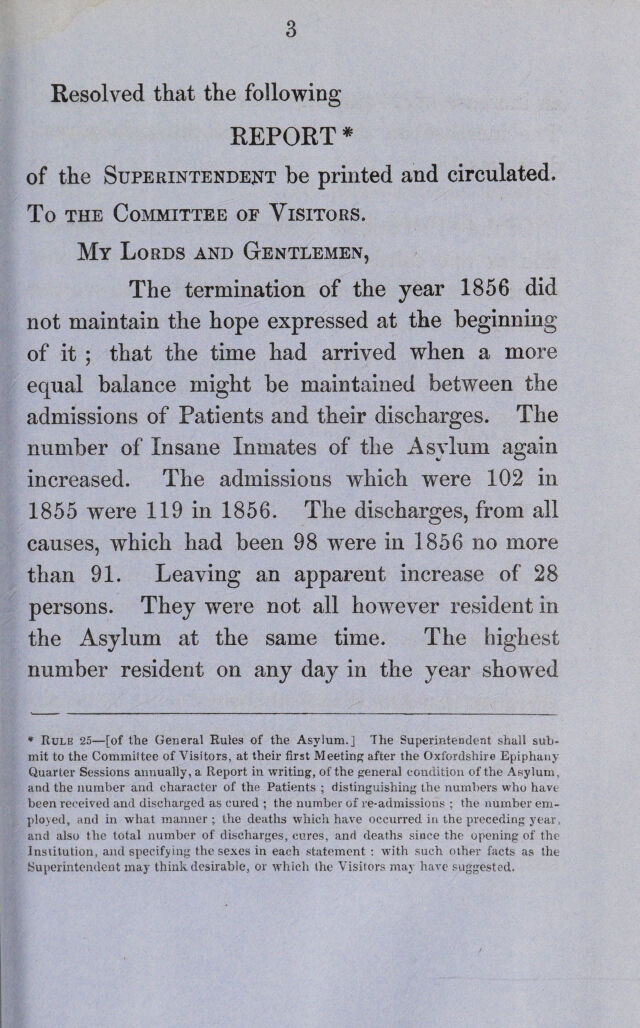 3
Resolved that the following
REPORT *
of the SUPERINTENDENT be printed and circulated.
TO THE COMMITTEE OF VISITORS.
MY LORDS AND GENTLEMEN,
The termination of the year 1856 did
not maintain the hope expressed at the beginning
of it ; that the time had arrived when a more
equal balance might be maintained between the
admissions of Patients and their discharges. The
number of Insane Inmates of the Asylum again
increased. The admissions which were 102 in
1855 were 119 in 1856. The discharges, from all
causes, which had been 98 were in 1856 no more
than 91. Leaving an apparent increase of 28
persons. They were not all however resident in
the Asylum at the same time. The highest
number resident on any day in the year showed
* RULE 25—[of the General Rules of the Asylum.] The Superintendent shall sub-
mit to the Committee of Visitors, at their first Meeting after the Oxfordshire Epiphany
Quarter Sessions annually, a Report in writing, of the general condition of the Asylum,
and the number and character of the Patients ; distinguishing the numbers who have
been received and discharged as cured ; the number of re-admissions ; the number em-
ployed, and in what manner ; the deaths which have occurred in the preceding year,
and also the total number of discharges, cures, and deaths since the opening of the
Institution, and specifying the sexes in each statement : with such other facts as the
Superintendent may think desirable, or which the Visitors may have suggested.